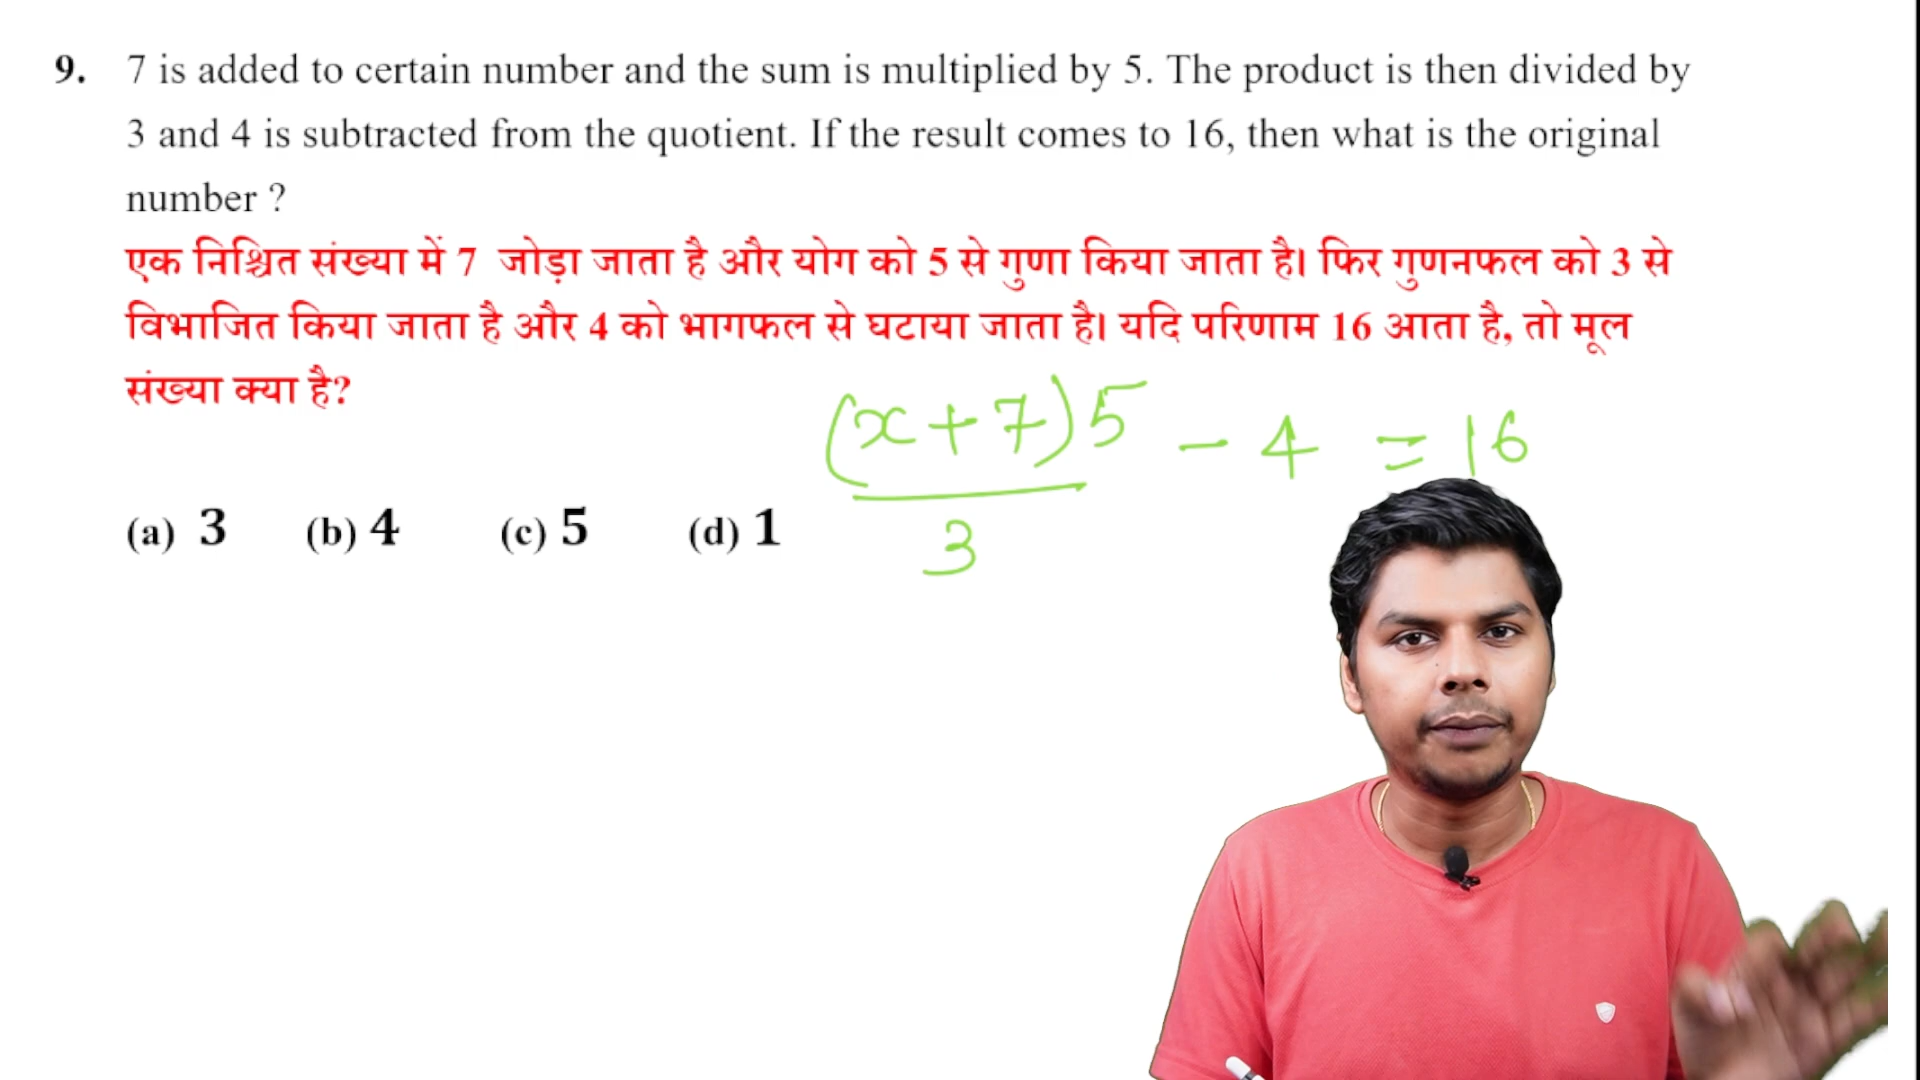 9. 7 is added to certain number and the sum is multiplied by 5. The product is then divided by
3 and 4 is subtracted from the quotient. If the result comes to 16, then what is the original
number ?
एक निश्चित संख्या में 7 जोड़ा जाता है और योग को 5 से गुणा किया जाता है। फिर गुणनफल को 3 से
विभाजित किया जाता है और 4 को भागफल से घटाया जाता है। यदि परिणाम 16 आता है, तो मूल
संख्या क्या है?
(x+7)5 - 4 = 16
3
(a) 3 (b) 4 (c) 5 (d) 1